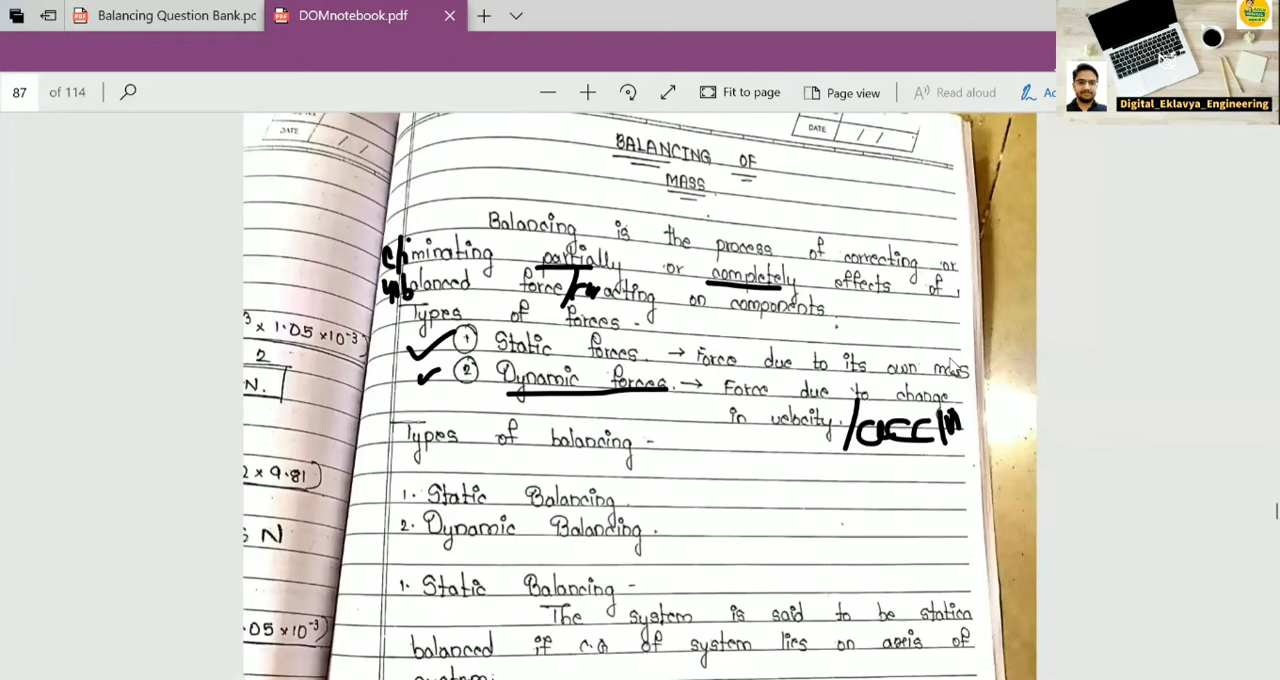 Balancing Question Bank.pc
DOMnotebook.pdf
87 of 114
Fit to page
Page view
Read aloud
Digital_Eklavya_Engineering
DATE / /
DATE / /
BALANCING OF
MASS
Balancing is the process of correcting or
eliminating partially or completely effects of
unbalanced force acting on components.
Types of forces -
1 Static forces. → Force due to its own mass
2 Dynamic forces. → Force due to change
in velocity. /accⁿ
Types of balancing -
1. Static Balancing.
2. Dynamic Balancing.
1. Static Balancing -
The system is said to be static
balanced if c.G of system lies on axis of
system.
3 × 1.05 ×10⁻³)
2
N.
2 × 9.81)
N
.05 ×10⁻³)